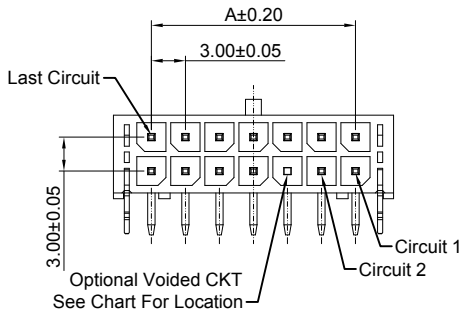 A±0.20
3.00±0.05
Last Circuit
3.00±0.05
Circuit 1
Circuit 2
Optional Voided CKT
See Chart For Location